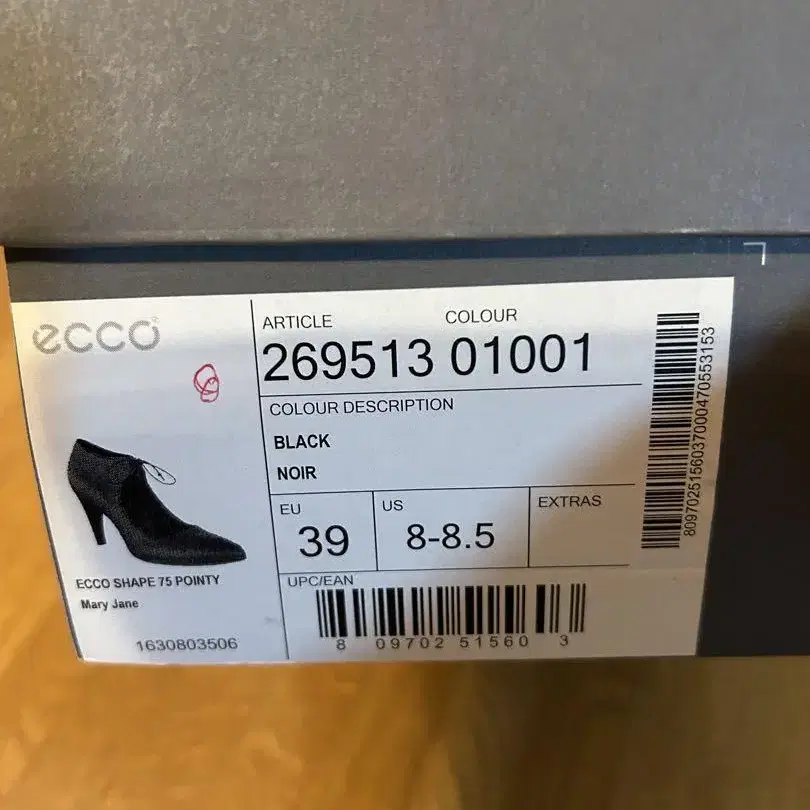 ecco
ARTICLE COLOUR
269513 01001
COLOUR DESCRIPTION
BLACK
NOIR
EU US EXTRAS
39 8-8.5
ECCO SHAPE 75 POINTY
Mary Jane
1630803506
UPC/EAN
8 09702 51560 3
8097025156037000470553153